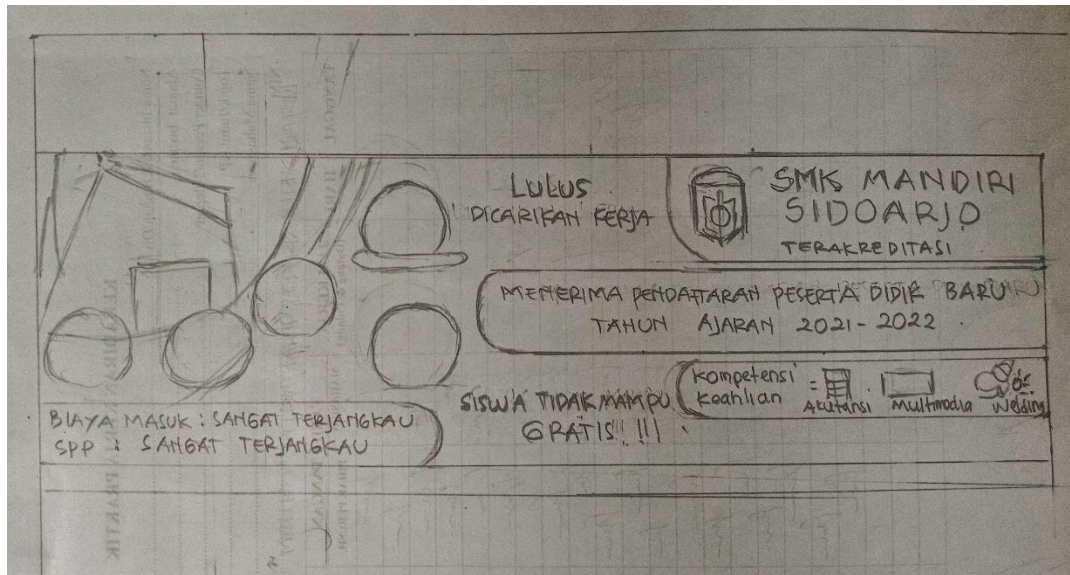 LULUS
DICARIKAN KERJA
SMK MANDIRI
SIDOARJO
TERAKREDITASI
MENERIMA PENDAFTARAN PESERTA DIDIK BARU
TAHUN AJARAN 2021-2022
Kompetensi
Keahlian :
Akutansi Multimedia Welding
SISWA TIDAK MAMPU
GRATIS!!!!!
BIAYA MASUK : SANGAT TERJANGKAU
SPP : SANGAT TERJANGKAU